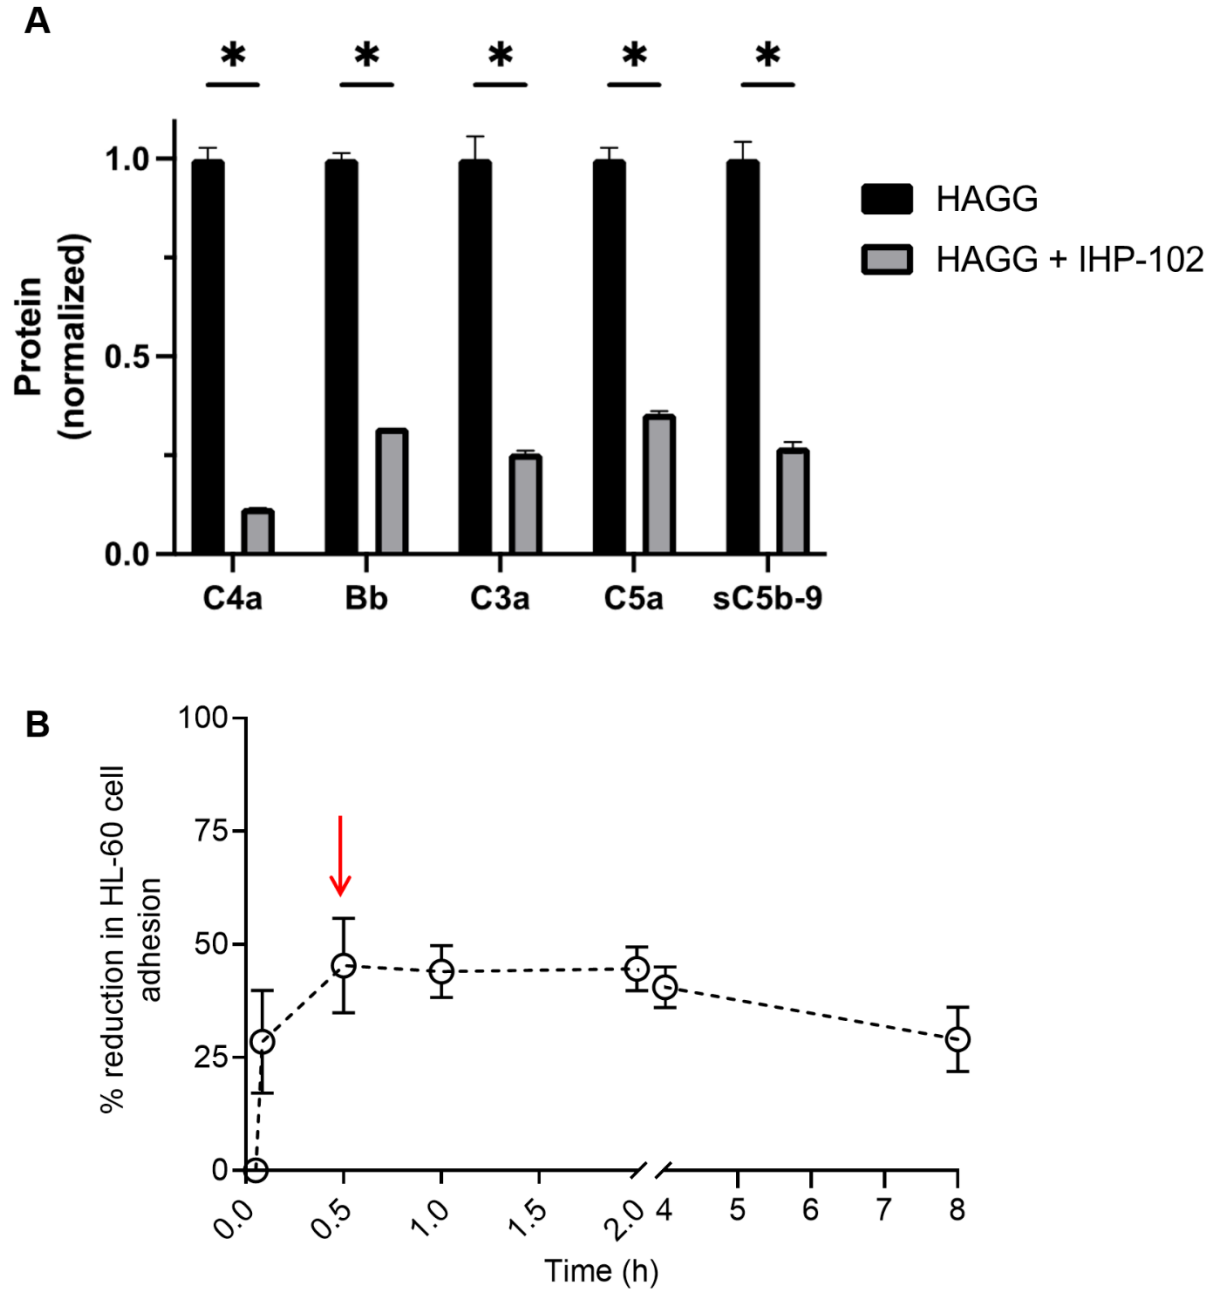 A
* * * * *
Protein
(normalized)
1.0
0.5
0.0
C4a Bb C3a C5a sC5b-9
HAGG
HAGG + IHP-102
B
% reduction in HL-60 cell
adhesion
100
75
50
25
0
0.0 0.5 1.0 1.5 2.0 4 5 6 7 8
Time (h)